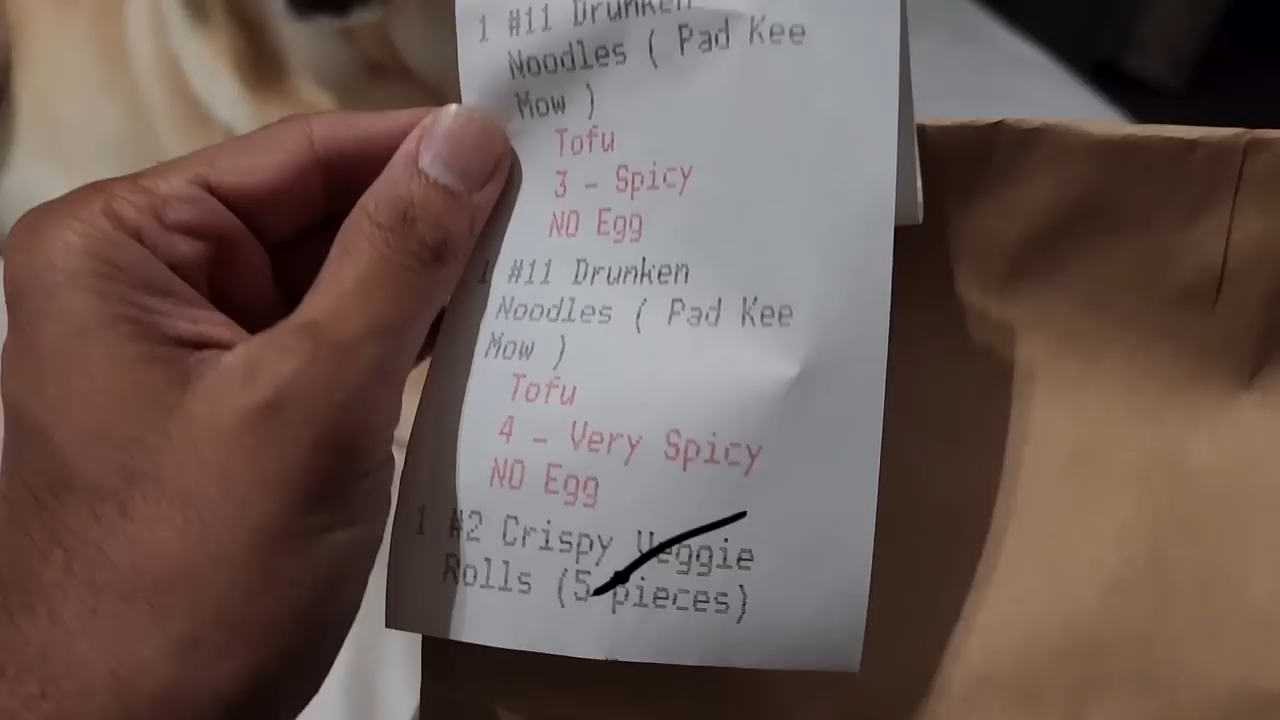 1 #11 Drunken
Noodles ( Pad Kee
Mow )
Tofu
3 - Spicy
NO Egg
1 #11 Drunken
Noodles ( Pad Kee
Mow )
Tofu
4 - Very Spicy
NO Egg
1 #2 Crispy Veggie
Rolls (5 pieces)